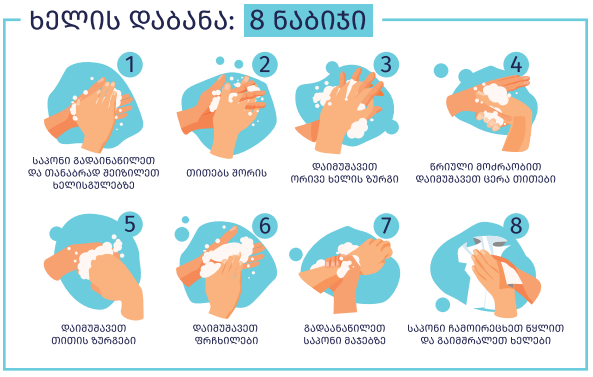 ხელის დაბანა: 8 ნაბიჯი
1
საპონი გადაინაწილეთ
და თანაბრად შეიზილეთ
ხელისგულებზე
2
თითებს შორის
3
დაიმუშავეთ
ორივე ხელის ზურგი
4
წრიული მოძრაობით
დაიმუშავეთ ცერა თითები
5
დაიმუშავეთ
თითის ზურგები
6
დაიმუშავეთ
ფრჩხილები
7
გადაანაწილეთ
საპონი მაჯებზე
8
საპონი ჩამოირეცხეთ წყლით
და გაიმშრალეთ ხელები